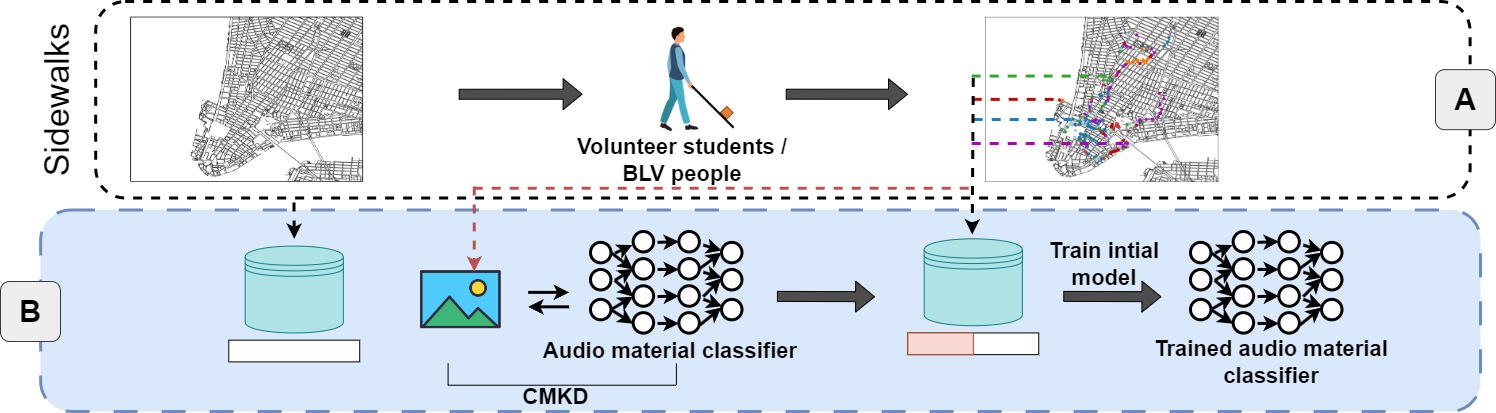 Sidewalks
Volunteer students /
BLV people
A
B
Audio material classifier
CMKD
Train intial
model
Trained audio material
classifier